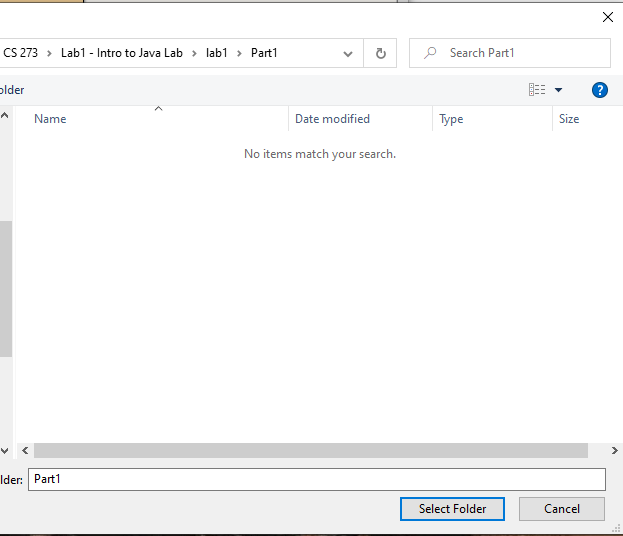 CS 273 > Lab1 - Intro to Java Lab > lab1 > Part1
Search Part1
older
?
Name
Date modified
Type
Size
No items match your search.
lder:
Part1
Select Folder
Cancel